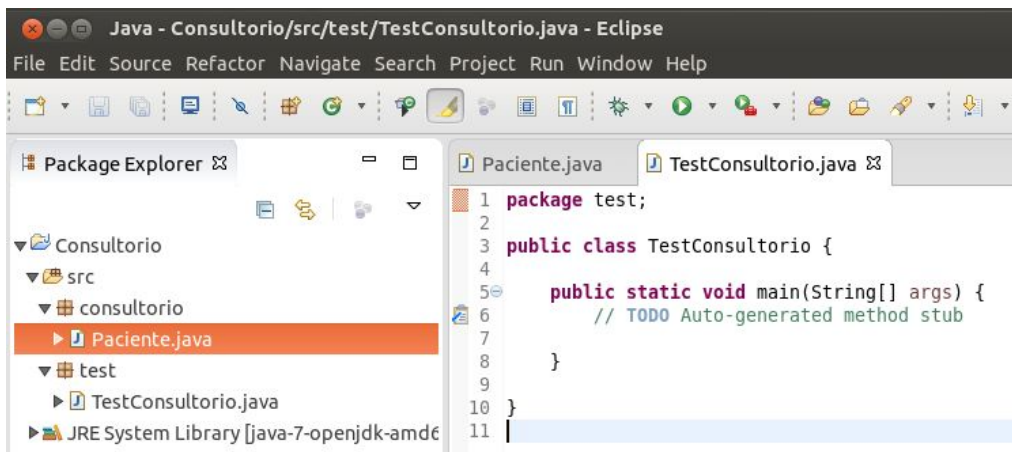 Java - Consultorio/src/test/TestConsultorio.java - Eclipse
File Edit Source Refactor Navigate Search Project Run Window Help
Package Explorer
Consultorio
src
consultorio
Paciente.java
test
TestConsultorio.java
JRE System Library [java-7-openjdk-amd6
Paciente.java TestConsultorio.java
1 package test;
2
3 public class TestConsultorio {
4
5 public static void main(String[] args) {
6 // TODO Auto-generated method stub
7
8 }
9
10 }
11